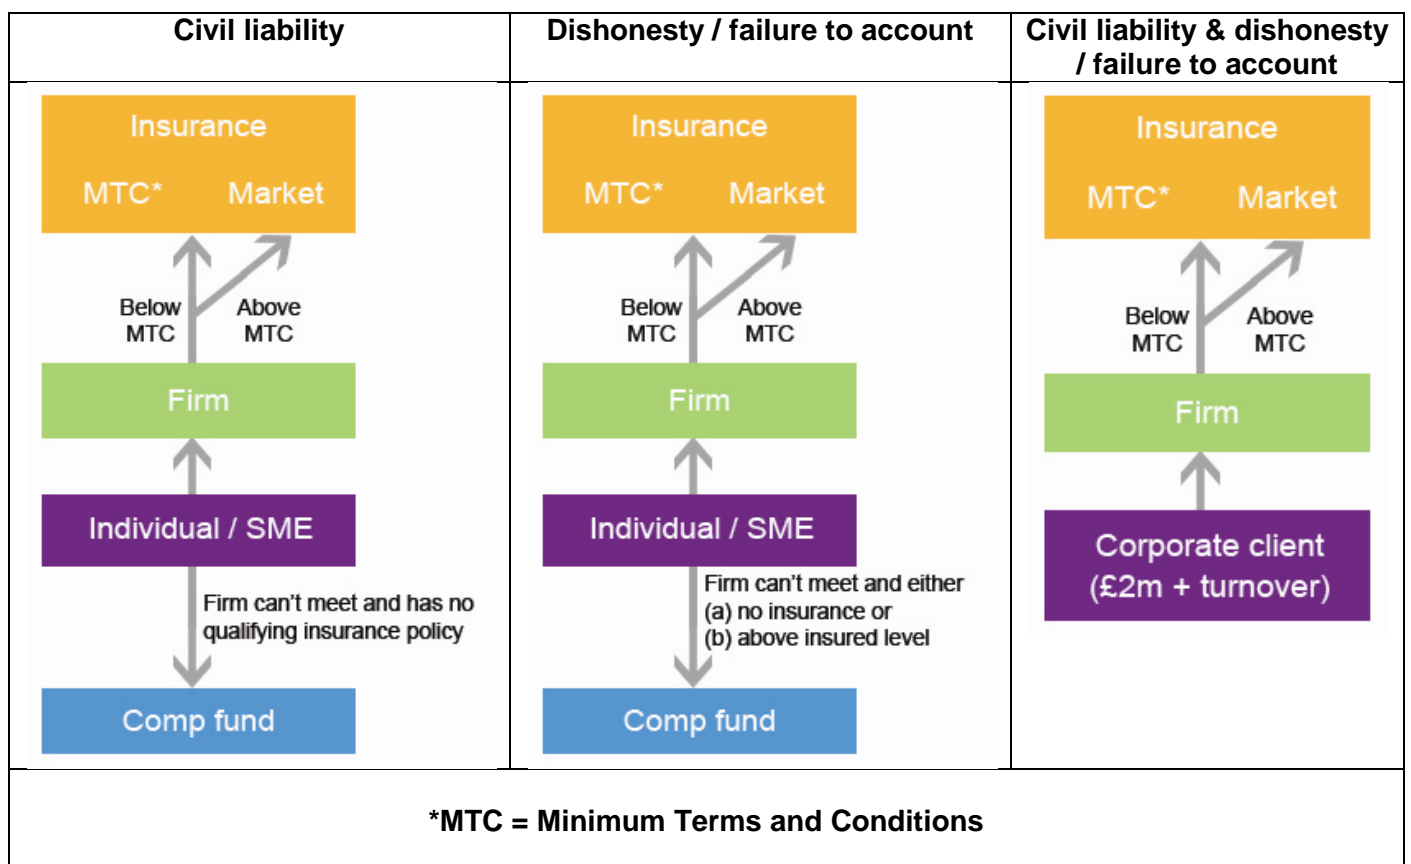 Civil liability
Dishonesty / failure to account
Civil liability & dishonesty
/ failure to account
Insurance
MTC* Market
Below
MTC
Above
MTC
Firm
Individual / SME
Firm can't meet and has no
qualifying insurance policy
Comp fund
Insurance
MTC* Market
Below
MTC
Above
MTC
Firm
Individual / SME
Firm can't meet and either
(a) no insurance or
(b) above insured level
Comp fund
Insurance
MTC* Market
Below
MTC
Above
MTC
Firm
Corporate client
(£2m + turnover)
*MTC = Minimum Terms and Conditions